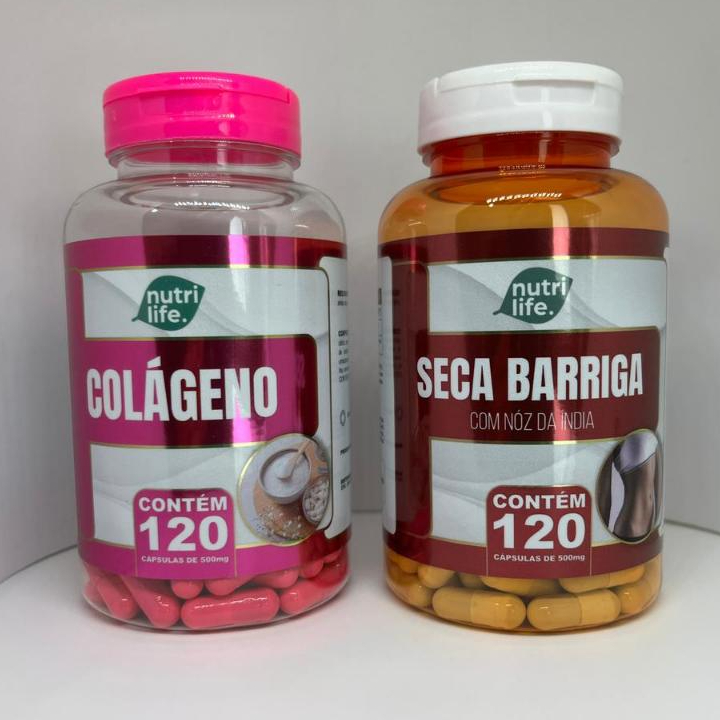 nutri
life.
COLÁGENO
CONTÉM
120
CÁPSULAS DE 500mg
nutri
life.
SECA BARRIGA
COM NÓZ DA ÍNDIA
CONTÉM
120
CÁPSULAS DE 500mg